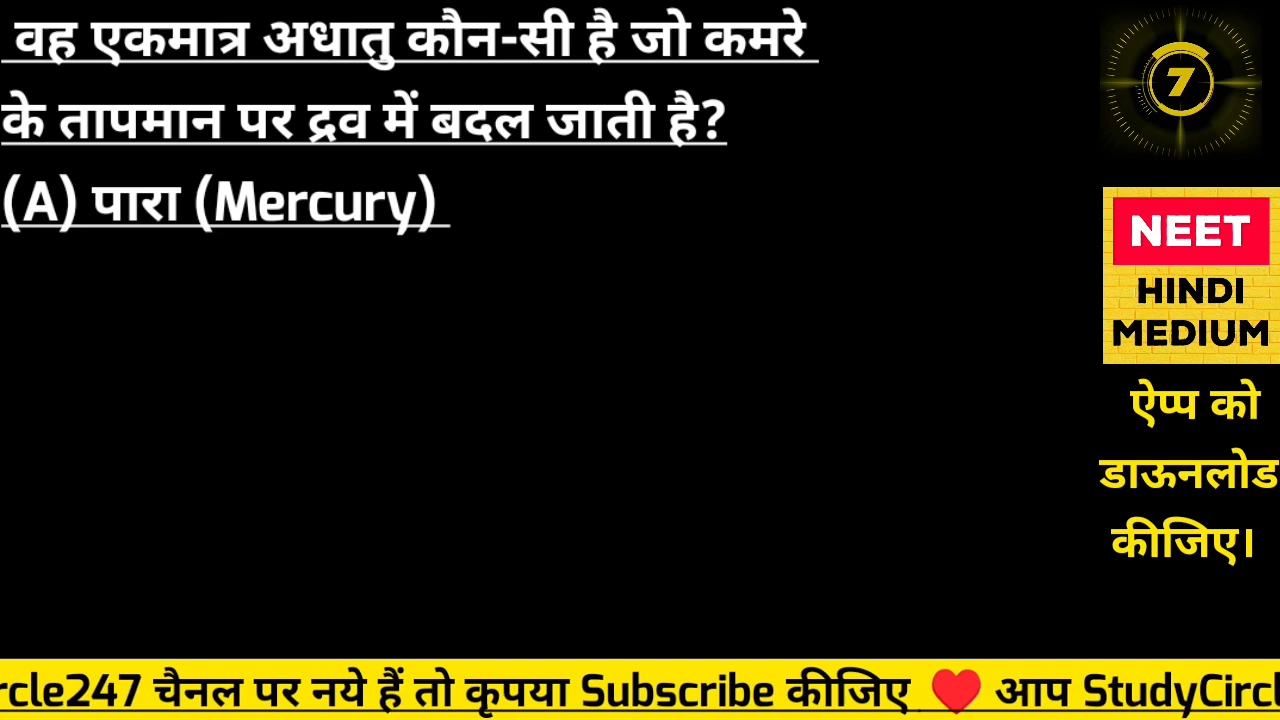 वह एकमात्र अधातु कौन-सी है जो कमरे
के तापमान पर द्रव में बदल जाती है?
(A) पारा (Mercury)
7
NEET
HINDI
MEDIUM
ऐप्प को
डाऊनलोड
कीजिए।
rcle247 चैनल पर नये हैं तो कृपया Subscribe कीजिए ❤️ आप StudyCircl